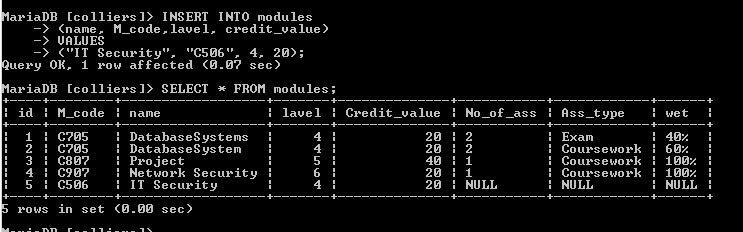 MariaDB [colliers]> INSERT INTO modules
    -> (name, M_code,lavel, credit_value)
    -> VALUES
    -> ("IT Security", "C506", 4, 20);
Query OK, 1 row affected (0.07 sec)
MariaDB [colliers]> SELECT * FROM modules;
| id | M_code | name             | lavel | Credit_value | No_of_ass | Ass_type   | wet  |
|  1 | C705   | DatabaseSystems  |     4 |           20 | 2         | Exam       | 40%  |
|  2 | C705   | DatabaseSystem   |     4 |           20 | 2         | Coursework | 60%  |
|  3 | C807   | Project          |     5 |           40 | 1         | Coursework | 100% |
|  4 | C907   | Network Security |     6 |           20 | 1         | Coursework | 100% |
|  5 | C506   | IT Security      |     4 |           20 | NULL      | NULL       | NULL |
5 rows in set (0.00 sec)
MariaDB [colliers]>